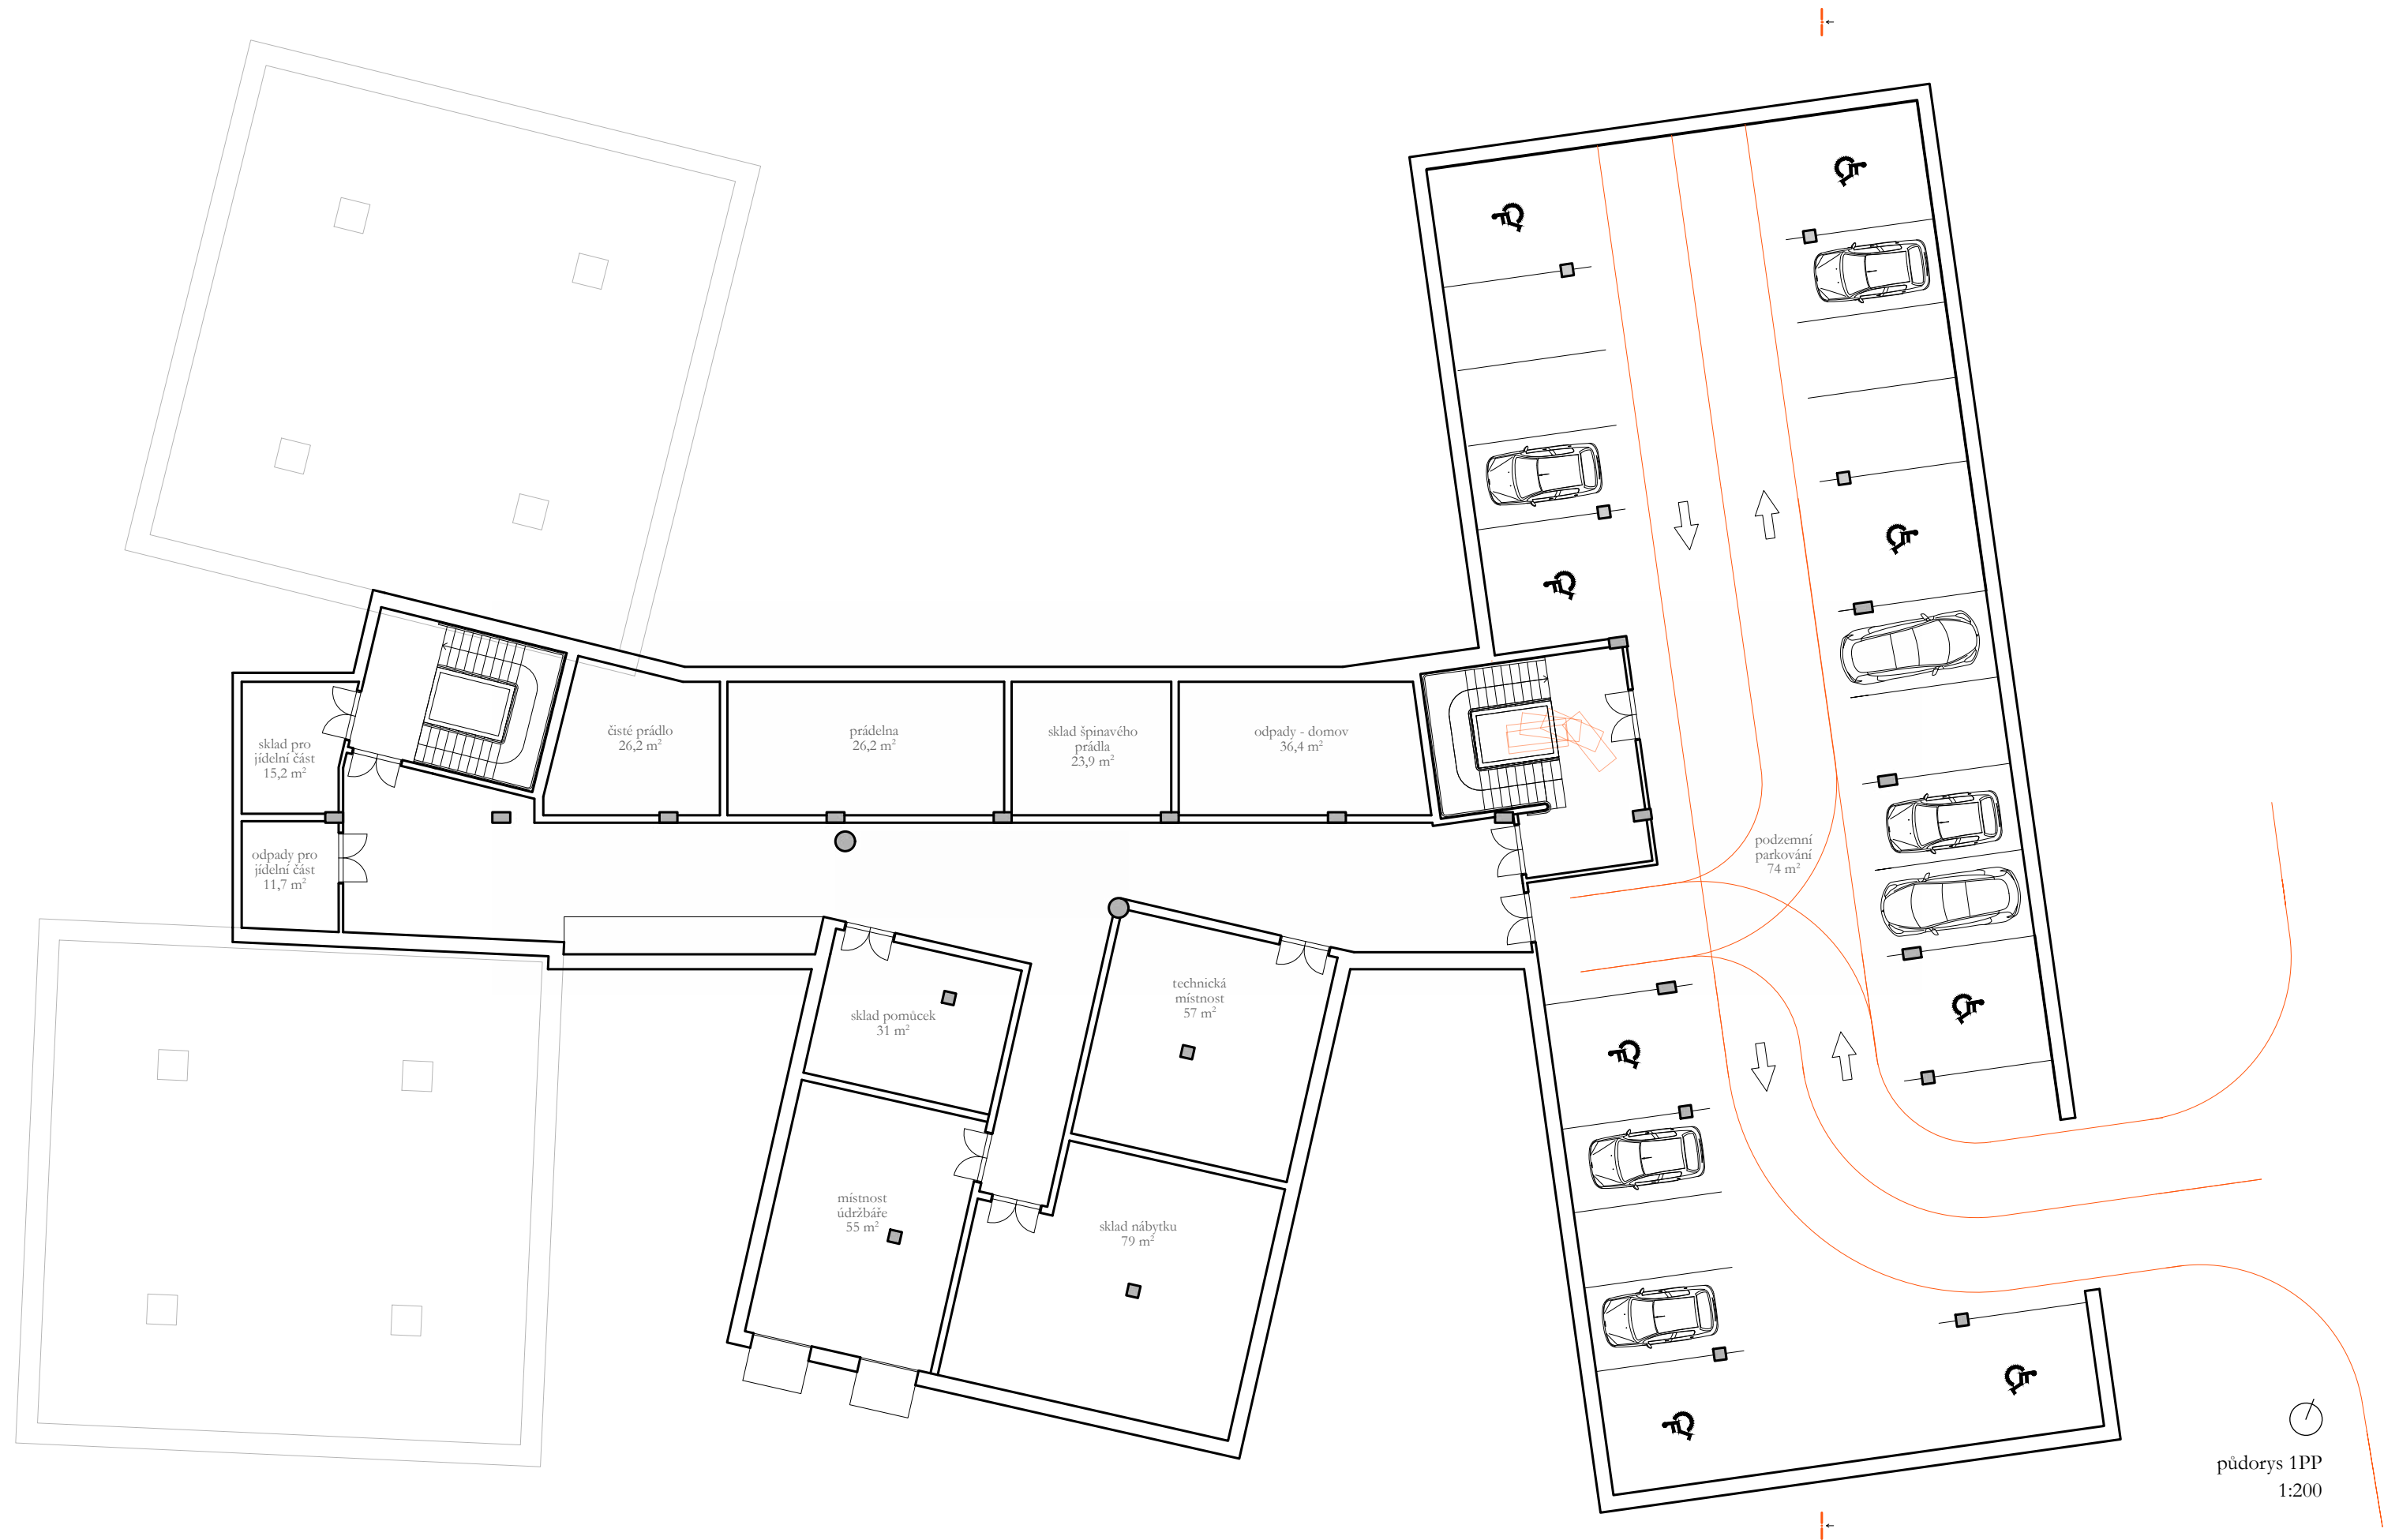 sklad pro
jídelní část
15,2 m²
odpady pro
jídelní část
11,7 m²
čisté prádlo
26,2 m²
prádelna
26,2 m²
sklad špinavého
prádla
23,9 m²
odpady - domov
36,4 m²
podzemní
parkování
74 m²
sklad pomůcek
31 m²
technická
místnost
57 m²
místnost
údržbáře
55 m²
sklad nábytku
79 m²
půdorys 1PP
1:200